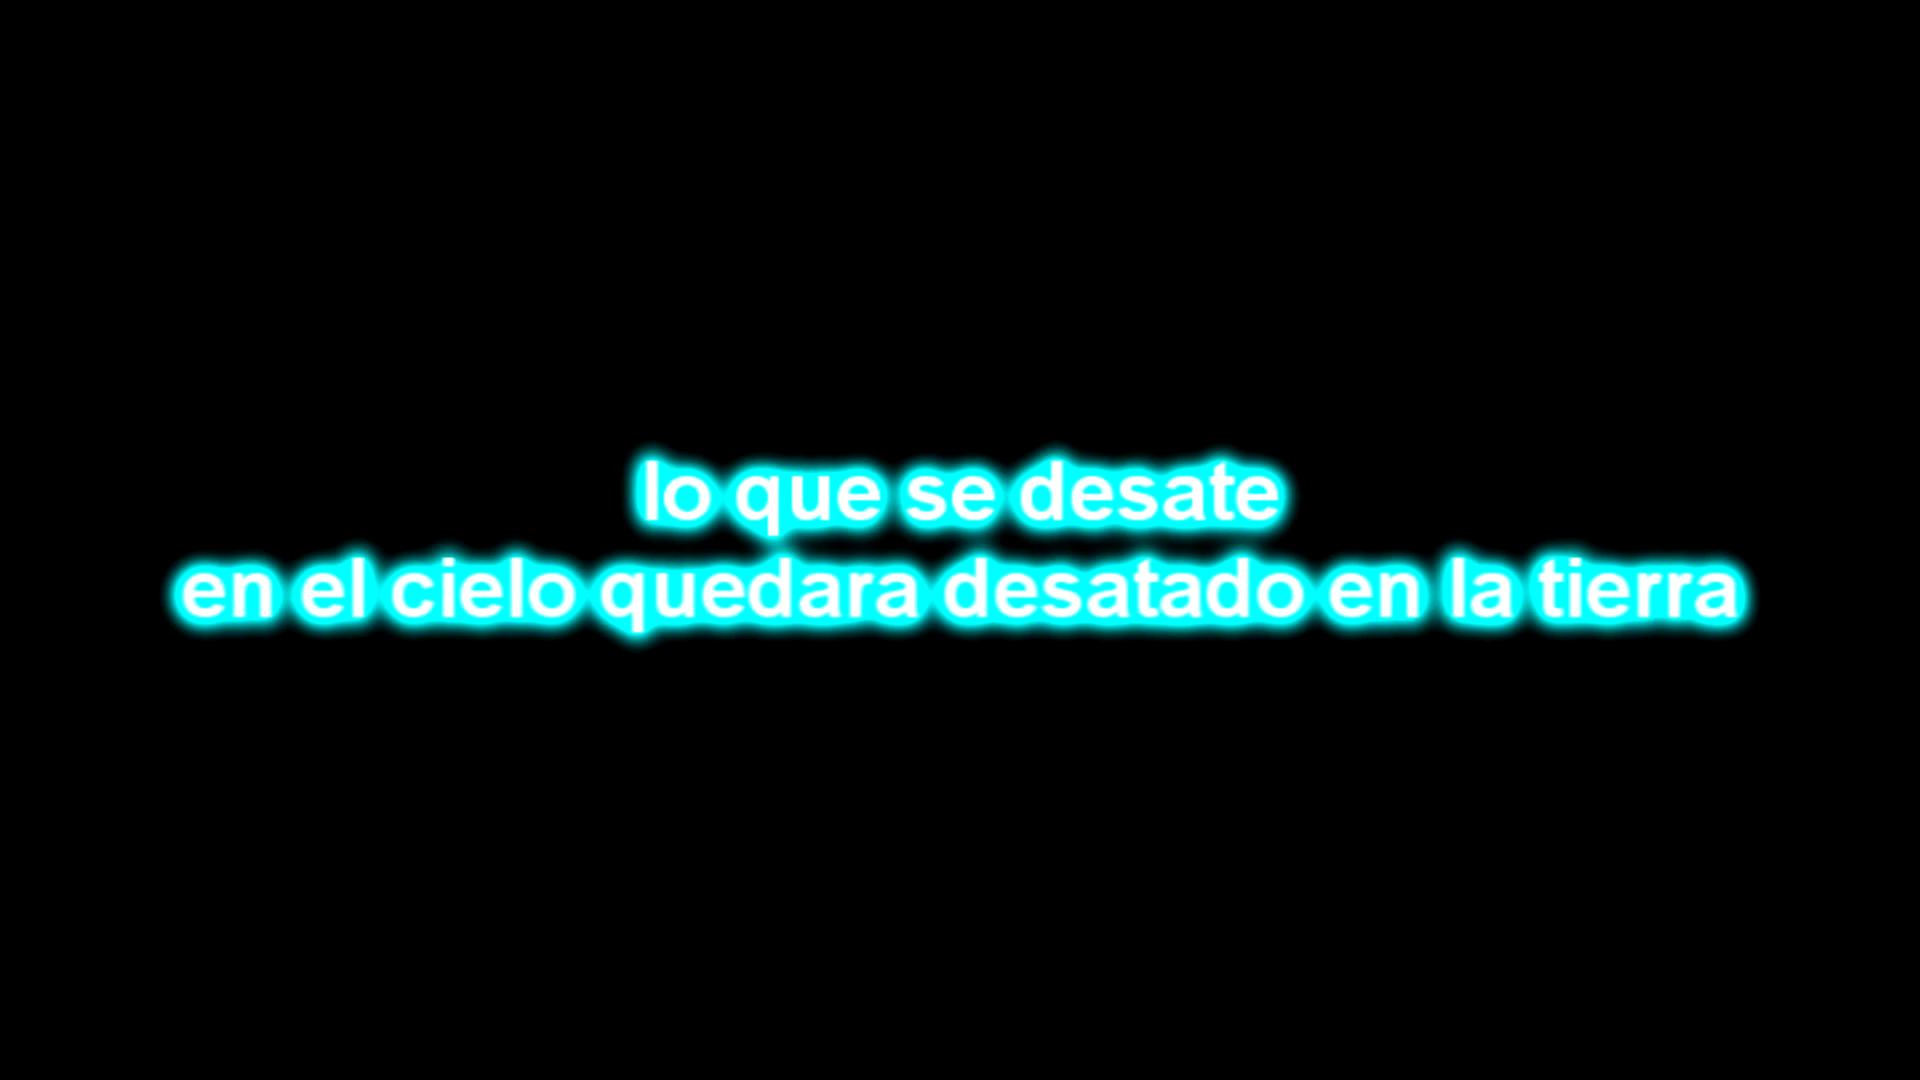 lo que se desate
en el cielo quedara desatado en la tierra